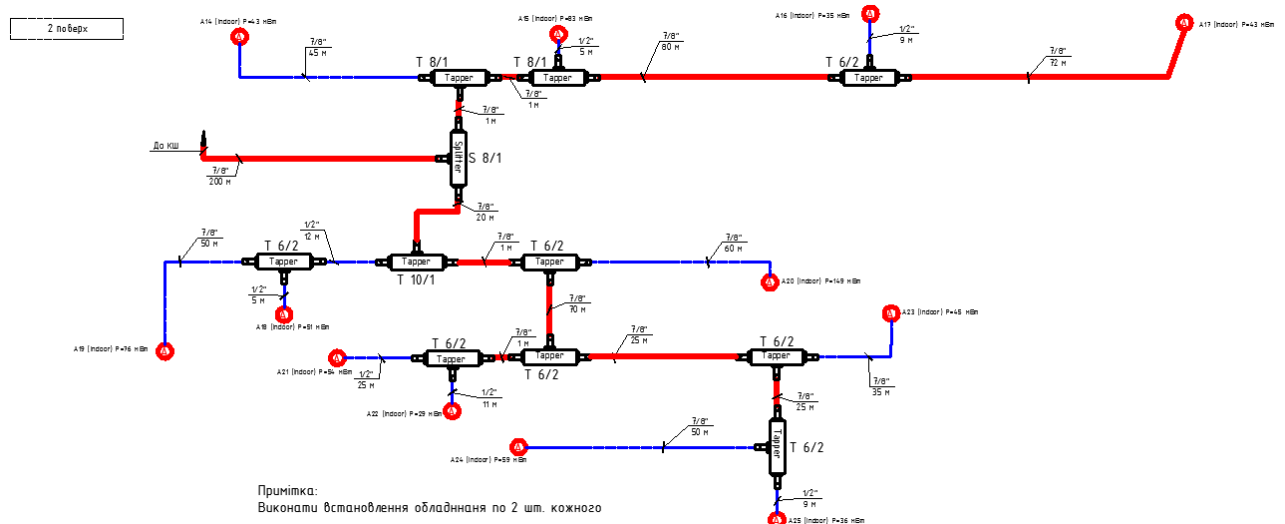 2 поверх
A14 (Indoor) P=43 мВт
A15 (Indoor) P=83 мВт
A16 (Indoor) P=35 мВт
A17 (Indoor) P=43 мВт
7/8"
45 м
1/2"
5 м
7/8"
80 м
1/2"
9 м
7/8"
72 м
T 8/1
T 8/1
T 6/2
Tapper
Tapper
Tapper
7/8"
1 м
7/8"
1 м
До КШ
7/8"
200 м
Splitter
S 8/1
7/8"
20 м
7/8"
50 м
T 6/2
1/2"
12 м
7/8"
1 м
T 6/2
7/8"
60 м
Tapper
Tapper
Tapper
T 10/1
A20 (Indoor) P=149 мВт
1/2"
5 м
A18 (Indoor) P=51 мВт
7/8"
70 м
A23 (Indoor) P=45 мВт
A19 (Indoor) P=76 мВт
T 6/2
7/8"
1 м
7/8"
25 м
T 6/2
Tapper
Tapper
Tapper
A21 (Indoor) P=54 мВт
T 6/2
1/2"
25 м
1/2"
11 м
7/8"
35 м
A22 (Indoor) P=29 мВт
7/8"
25 м
7/8"
50 м
A24 (Indoor) P=59 мВт
Tapper
T 6/2
1/2"
9 м
A25 (Indoor) P=36 мВт
Примітка:
Виконати встановлення обладннаня по 2 шт. кожного